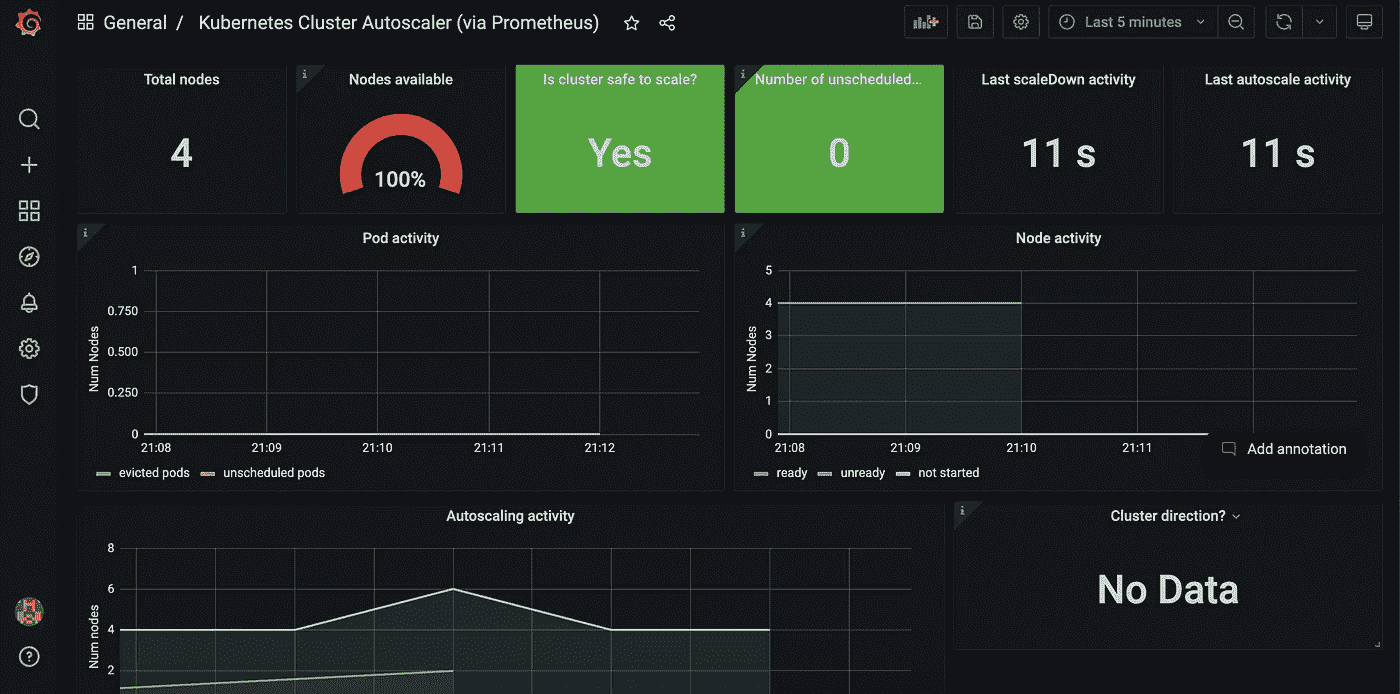 General / Kubernetes Cluster Autoscaler (via Prometheus)
Last 5 minutes
Total nodes
4
Nodes available
100%
Is cluster safe to scale?
Yes
Number of unscheduled...
0
Last scaleDown activity
11 s
Last autoscale activity
11 s
Pod activity
Num Nodes
1
0.750
0.500
0.250
0
21:08 21:09 21:10 21:11 21:12
evicted pods unscheduled pods
Node activity
Num Nodes
5
4
3
2
1
0
21:08 21:09 21:10 21:11
Add annotation
ready unready not started
Autoscaling activity
Num nodes
8
6
4
2
Cluster direction?
No Data